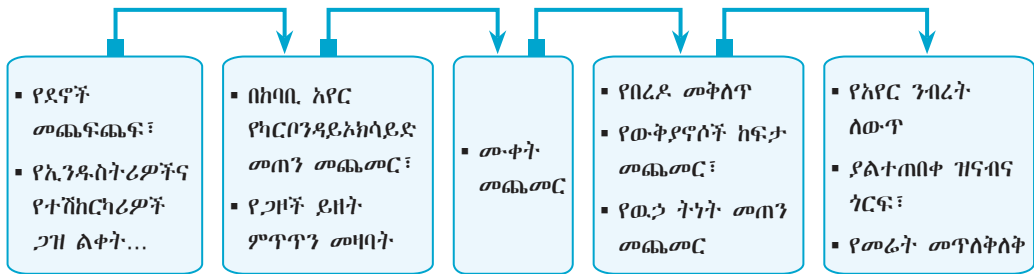 ▪ የደኖች
መጨፍጨፍ፣
▪ የኢንዱስትሪዎችና
የተሽከርካሪዎች
ጋዝ ልቀት...
▪ በከባቢ አየር
የካርቦንዳይኦክሳይድ
መጠን መጨመር፣
▪ የጋዞች ይዘት
ምጥጥን መዛባት
▪ ሙቀት
መጨመር
▪ የበረዶ መቅለጥ
▪ የውቅያኖሶች ከፍታ
መጨመር፣
▪ የዉኃ ትነት መጠን
መጨመር
▪ የአየር ንብረት
ለውጥ
▪ ያልተጠበቀ ዝናብና
ጎርፍ፣
▪ የመሬት መጥለቅለቅ